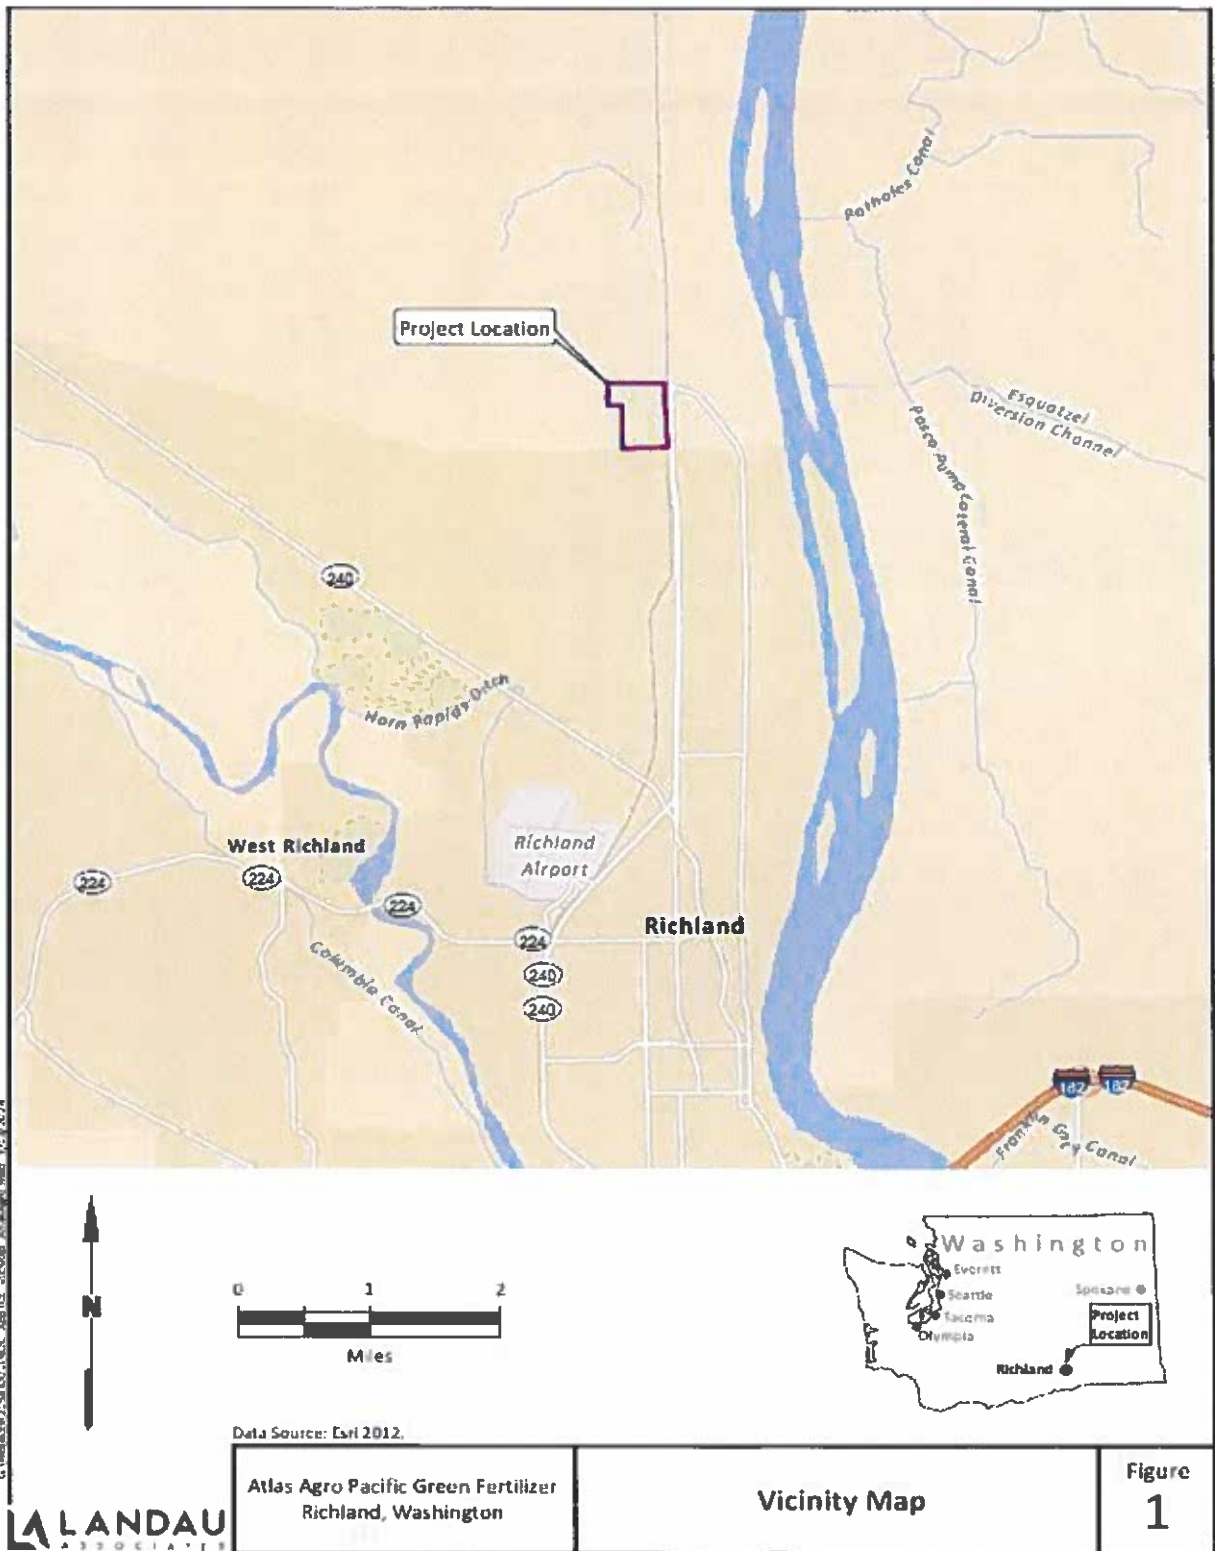 Potholes Canal
Project Location
Esquatzel
Diversion Channel
Pasco Pump Lateral Canal
240
Horn Rapids Ditch
Richland
Airport
West Richland
224
224
224
Richland
224
240
240
Columbia Canal
182
182
Franklin Canal
N
0 1 2
Miles
Washington
Everett
Seattle
Spokane
Tacoma
Olympia
Project
Location
Richland
Data Source: Esri 2012.
LANDAU
ASSOCIATES
Atlas Agro Pacific Green Fertilizer
Richland, Washington
Vicinity Map
Figure
1